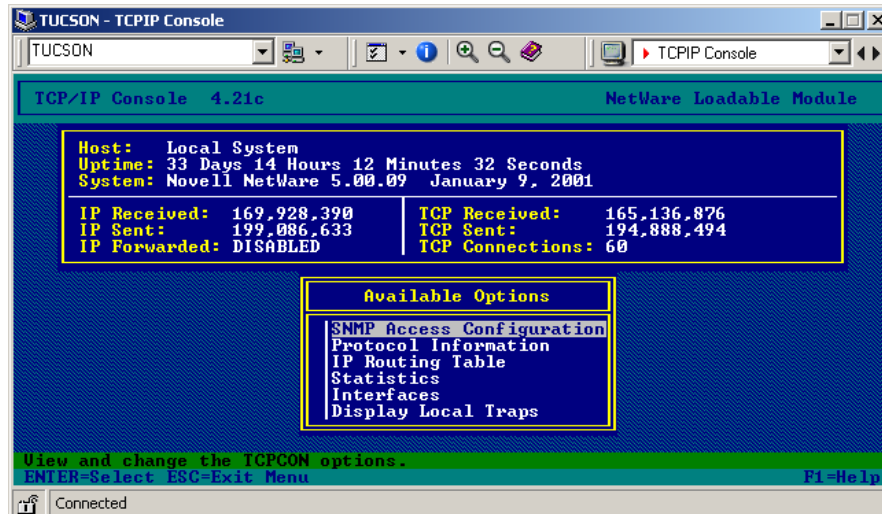 TUCSON - TCPIP Console
TUCSON
TCPIP Console
TCP/IP Console 4.21c NetWare Loadable Module
Host: Local System
Uptime: 33 Days 14 Hours 12 Minutes 32 Seconds
System: Novell NetWare 5.00.09 January 9, 2001
IP Received: 169,928,390 TCP Received: 165,136,876
IP Sent: 199,086,633 TCP Sent: 194,888,494
IP Forwarded: DISABLED TCP Connections: 60
Available Options
SNMP Access Configuration
Protocol Information
IP Routing Table
Statistics
Interfaces
Display Local Traps
View and change the TCPCON options.
ENTER=Select ESC=Exit Menu F1=Help
Connected